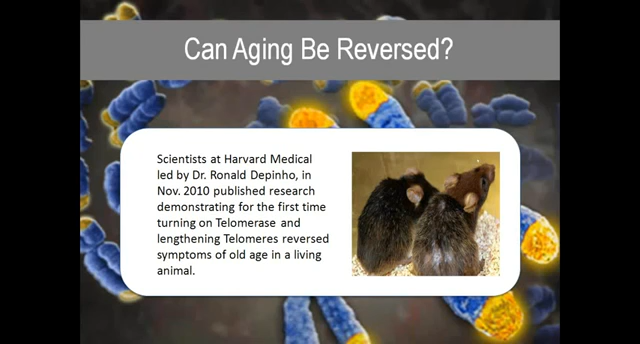 Can Aging Be Reversed?
Scientists at Harvard Medical
led by Dr. Ronald Depinho, in
Nov. 2010 published research
demonstrating for the first time
turning on Telomerase and
lengthening Telomeres reversed
symptoms of old age in a living
animal.